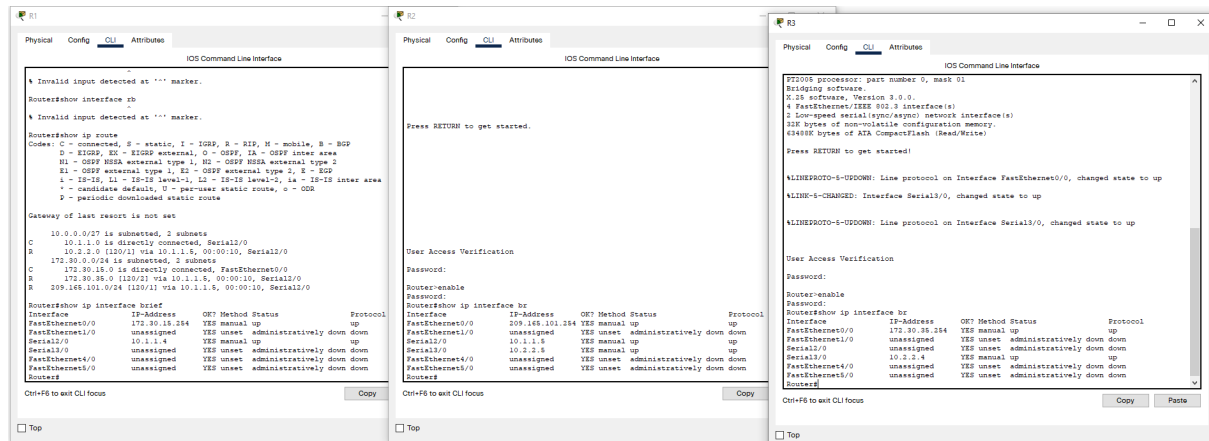 R1
Physical Config CLI Attributes
IOS Command Line Interface
^
% Invalid input detected at '^' marker.
Router#show interface rb
^
% Invalid input detected at '^' marker.
Router#show ip route
Codes: C - connected, S - static, I - IGRP, R - RIP, M - mobile, B - BGP
D - EIGRP, EX - EIGRP external, O - OSPF, IA - OSPF inter area
N1 - OSPF NSSA external type 1, N2 - OSPF NSSA external type 2
E1 - OSPF external type 1, E2 - OSPF external type 2, E - EGP
i - IS-IS, L1 - IS-IS level-1, L2 - IS-IS level-2, ia - IS-IS inter area
* - candidate default, U - per-user static route, o - ODR
P - periodic downloaded static route
Gateway of last resort is not set
10.0.0.0/27 is subnetted, 2 subnets
C 10.1.1.0 is directly connected, Serial2/0
R 10.2.2.0 [120/1] via 10.1.1.5, 00:00:10, Serial2/0
172.30.0.0/24 is subnetted, 2 subnets
C 172.30.15.0 is directly connected, FastEthernet0/0
R 172.30.35.0 [120/2] via 10.1.1.5, 00:00:10, Serial2/0
R 209.165.101.0/24 [120/1] via 10.1.1.5, 00:00:10, Serial2/0
Router#show ip interface brief
Interface IP-Address OK? Method Status Protocol
FastEthernet0/0 172.30.15.254 YES manual up up
FastEthernet1/0 unassigned YES unset administratively down down
Serial2/0 10.1.1.4 YES manual up up
Serial3/0 unassigned YES unset administratively down down
FastEthernet4/0 unassigned YES unset administratively down down
FastEthernet5/0 unassigned YES unset administratively down down
Router#
Ctrl+F6 to exit CLI focus
Copy
Top
R2
Physical Config CLI Attributes
IOS Command Line Interface
Press RETURN to get started.
User Access Verification
Password:
Router>enable
Password:
Router#show ip interface br
Interface IP-Address OK? Method Status Protocol
FastEthernet0/0 209.165.101.254 YES manual up up
FastEthernet1/0 unassigned YES unset administratively down down
Serial2/0 10.1.1.5 YES manual up up
Serial3/0 10.2.2.5 YES manual up up
FastEthernet4/0 unassigned YES unset administratively down down
FastEthernet5/0 unassigned YES unset administratively down down
Router#
Ctrl+F6 to exit CLI focus
Copy
Top
R3
Physical Config CLI Attributes
IOS Command Line Interface
PT2005 processor: part number 0, mask 01
Bridging software.
X.25 software, Version 3.0.0.
4 FastEthernet/IEEE 802.3 interface(s)
2 Low-speed serial(sync/async) network interface(s)
32K bytes of non-volatile configuration memory.
63488K bytes of ATA CompactFlash (Read/Write)
Press RETURN to get started!
%LINEPROTO-5-UPDOWN: Line protocol on Interface FastEthernet0/0, changed state to up
%LINK-5-CHANGED: Interface Serial3/0, changed state to up
%LINEPROTO-5-UPDOWN: Line protocol on Interface Serial3/0, changed state to up
User Access Verification
Password:
Router>enable
Password:
Router#show ip interface br
Interface IP-Address OK? Method Status Protocol
FastEthernet0/0 172.30.35.254 YES manual up up
FastEthernet1/0 unassigned YES unset administratively down down
Serial2/0 unassigned YES unset administratively down down
Serial3/0 10.2.2.4 YES manual up up
FastEthernet4/0 unassigned YES unset administratively down down
FastEthernet5/0 unassigned YES unset administratively down down
Router#
Ctrl+F6 to exit CLI focus
Copy Paste
Top